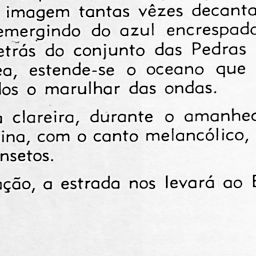 imagem tantas vêzes decanta
emergindo do azul encrespado
etrás do conjunto das Pedras
ea, estende-se o oceano que
dos o marulhar das ondas.
a clareira, durante o amanhec
ina, com o canto melancólico,
nsetos.
ação, a estrada nos levará ao E